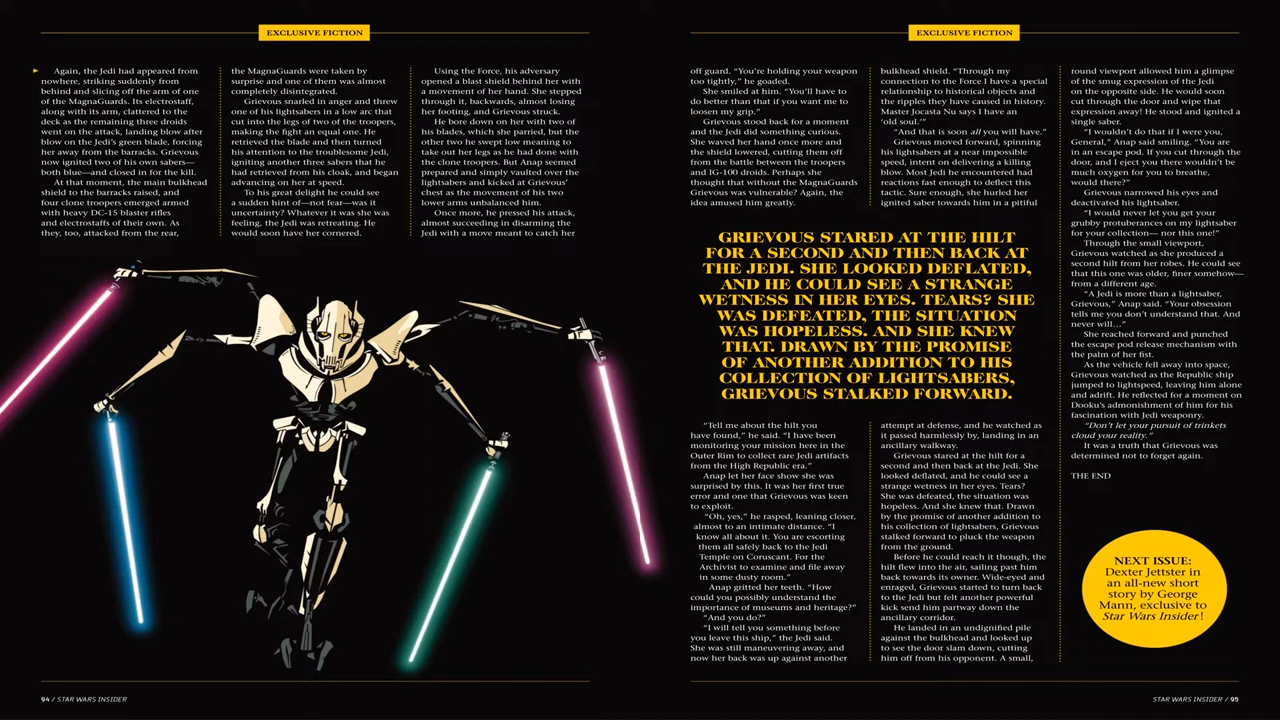 EXCLUSIVE FICTION
Again, the Jedi had appeared from
nowhere, striking suddenly from
behind and slicing off the arm of one
of the MagnaGuards. Its electrostaff,
along with its arm, clattered to the
deck as the remaining three droids
went on the attack, landing blow after
blow on the Jedi's green blade, forcing
her away from the barracks. Grievous
now ignited two of his own sabers—
both blue—and closed in for the kill.
At that moment, the main bulkhead
shield to the barracks raised, and
four clone troopers emerged armed
with heavy DC-15 blaster rifles
and electrostaffs of their own. As
they, too, attacked from the rear,
the MagnaGuards were taken by
surprise and one of them was almost
completely disintegrated.
Grievous snarled in anger and threw
one of his lightsabers in a low arc that
cut into the legs of two of the troopers,
making the fight an equal one. He
retrieved the blade and then turned
his attention to the troublesome Jedi,
igniting another three sabers that he
had retrieved from his cloak, and began
advancing on her at speed.
To his great delight he could see
a sudden hint of—not fear—was it
uncertainty? Whatever it was she was
feeling, the Jedi was retreating. He
would soon have her cornered.
Using the Force, his adversary
opened a blast shield behind her with
a movement of her hand. She stepped
through it, backwards, almost losing
her footing, and Grievous struck.
He bore down on her with two of
his blades, which she parried, but the
other two he swept low meaning to
take out her legs as he had done with
the clone troopers. But Anap seemed
prepared and simply vaulted over the
lightsabers and kicked at Grievous'
chest as the movement of his two
lower arms unbalanced him.
Once more, he pressed his attack,
almost succeeding in disarming the
Jedi with a move meant to catch her
94 / STAR WARS INSIDER
EXCLUSIVE FICTION
off guard. "You're holding your weapon
too tightly," he goaded.
She smiled at him. "You'll have to
do better than that if you want me to
loosen my grip."
Grievous stood back for a moment
and the Jedi did something curious.
She waved her hand once more and
the shield lowered, cutting them off
from the battle between the troopers
and IG-100 droids. Perhaps she
thought that without the MagnaGuards
Grievous was vulnerable? Again, the
idea amused him greatly.
GRIEVOUS STARED AT THE HILT
FOR A SECOND AND THEN BACK AT
THE JEDI. SHE LOOKED DEFLATED,
AND HE COULD SEE A STRANGE
WETNESS IN HER EYES. TEARS? SHE
WAS DEFEATED, THE SITUATION
WAS HOPELESS. AND SHE KNEW
THAT. DRAWN BY THE PROMISE
OF ANOTHER ADDITION TO HIS
COLLECTION OF LIGHTSABERS,
GRIEVOUS STALKED FORWARD.
"Tell me about the hilt you
have found," he said. "I have been
monitoring your mission here in the
Outer Rim to collect rare Jedi artifacts
from the High Republic era."
Anap let her face show she was
surprised by this. It was her first true
error and one that Grievous was keen
to exploit.
"Oh, yes," he rasped, leaning closer,
almost to an intimate distance. "I
know all about it. You are escorting
them all safely back to the Jedi
Temple on Coruscant. For the
Archivist to examine and file away
in some dusty room."
Anap gritted her teeth. "How
could you possibly understand the
importance of museums and heritage?"
"And you do?"
"I will tell you something before
you leave this ship," the Jedi said.
She was still maneuvering away, and
now her back was up against another
bulkhead shield. "Through my
connection to the Force I have a special
relationship to historical objects and
the ripples they have caused in history.
Master Jocasta Nu says I have an
'old soul.'"
"And that is soon all you will have."
Grievous moved forward, spinning
his lightsabers at a near impossible
speed, intent on delivering a killing
blow. Most Jedi he encountered had
reactions fast enough to deflect this
tactic. Sure enough, she hurled her
ignited saber towards him in a pitiful
attempt at defense, and he watched as
it passed harmlessly by, landing in an
ancillary walkway.
Grievous stared at the hilt for a
second and then back at the Jedi. She
looked deflated, and he could see a
strange wetness in her eyes. Tears?
She was defeated, the situation was
hopeless. And she knew that. Drawn
by the promise of another addition to
his collection of lightsabers, Grievous
stalked forward to pluck the weapon
from the ground.
Before he could reach it though, the
hilt flew into the air, sailing past him
back towards its owner. Wide-eyed and
enraged, Grievous started to turn back
to the Jedi but felt another powerful
kick send him partway down the
ancillary corridor.
He landed in an undignified pile
against the bulkhead and looked up
to see the door slam down, cutting
him off from his opponent. A small,
round viewport allowed him a glimpse
of the smug expression of the Jedi
on the opposite side. He would soon
cut through the door and wipe that
expression away! He stood and ignited a
single saber.
"I wouldn't do that if I were you,
General," Anap said smiling. "You are
in an escape pod. If you cut through the
door, and I eject you there wouldn't be
much oxygen for you to breathe,
would there?"
Grievous narrowed his eyes and
deactivated his lightsaber.
"I would never let you get your
grubby protuberances on my lightsaber
for your collection— nor this one!"
Through the small viewport,
Grievous watched as she produced a
second hilt from her robes. He could see
that this one was older, finer somehow—
from a different age.
"A Jedi is more than a lightsaber,
Grievous," Anap said. "Your obsession
tells me you don't understand that. And
never will…"
She reached forward and punched
the escape pod release mechanism with
the palm of her fist.
As the vehicle fell away into space,
Grievous watched as the Republic ship
jumped to lightspeed, leaving him alone
and adrift. He reflected for a moment on
Dooku's admonishment of him for his
fascination with Jedi weaponry.
"Don't let your pursuit of trinkets
cloud your reality."
It was a truth that Grievous was
determined not to forget again.
THE END
NEXT ISSUE:
Dexter Jettster in
an all-new short
story by George
Mann, exclusive to
Star Wars Insider!
STAR WARS INSIDER / 95